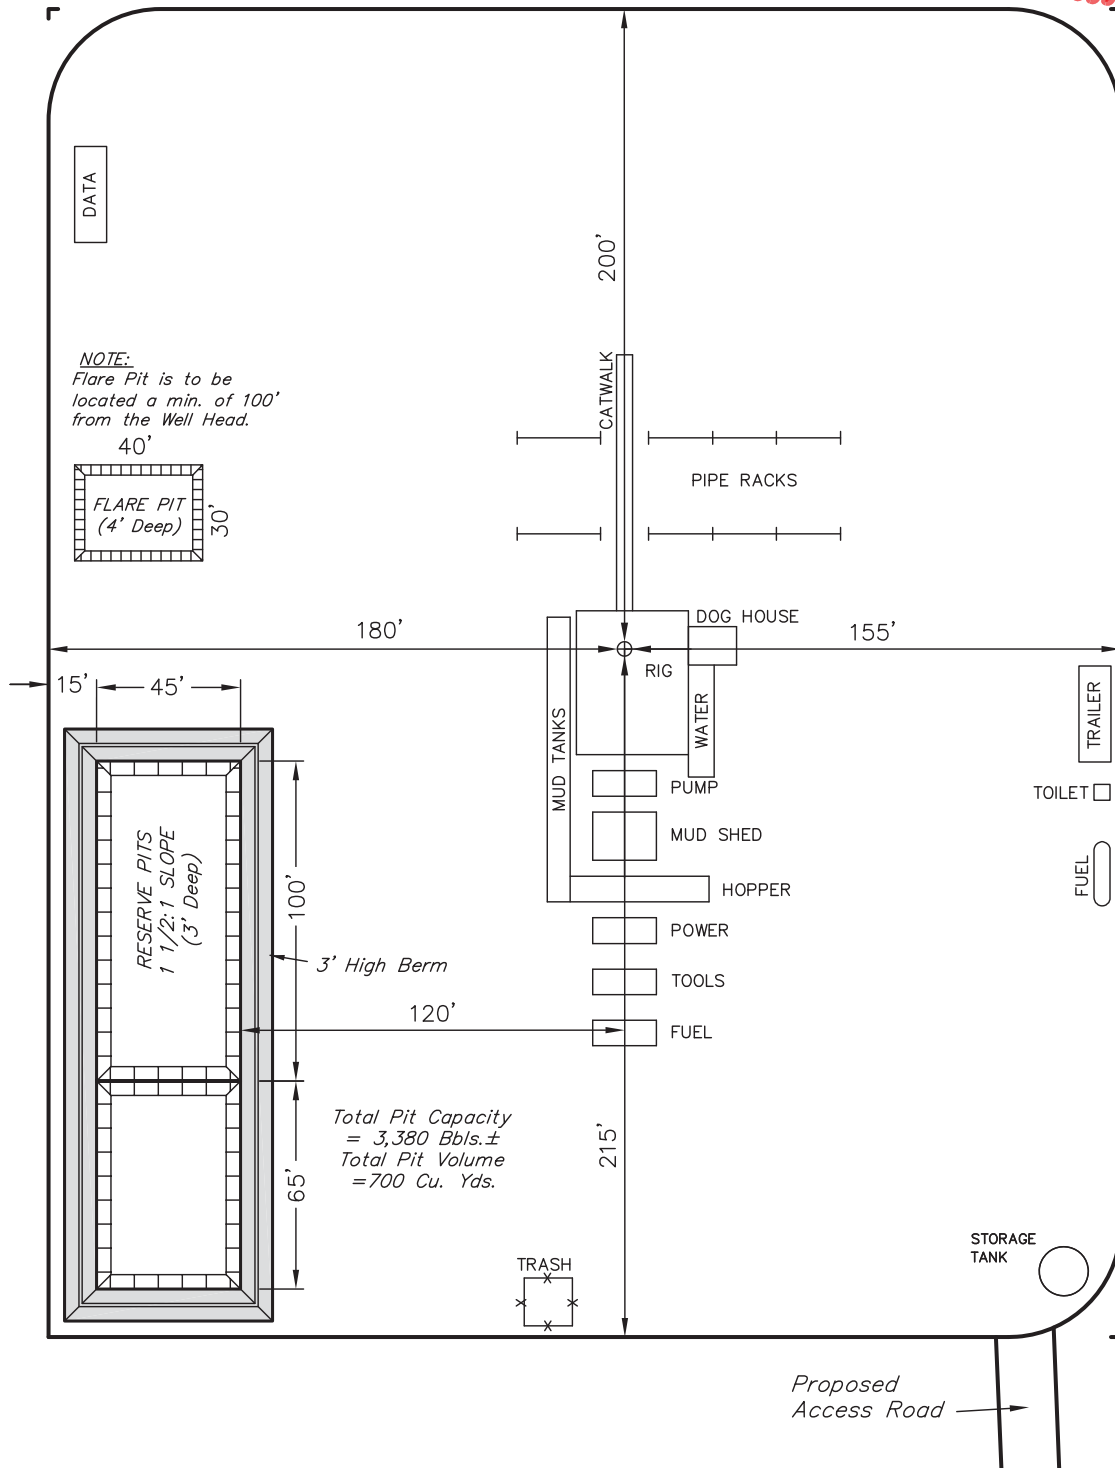 200'
DATA
NOTE:
Flare Pit is to be
located a min. of 100'
from the Well Head.
40'
FLARE PIT
(4' Deep)
30'
CATWALK
PIPE RACKS
180'
DOG HOUSE
155'
RIG
15'
45'
MUD TANKS
WATER
TRAILER
PUMP
TOILET
MUD SHED
RESERVE PITS
1 1/2:1 SLOPE
(3' Deep)
100'
FUEL
HOPPER
POWER
3' High Berm
TOOLS
120'
FUEL
Total Pit Capacity
= 3,380 Bbls.±
Total Pit Volume
=700 Cu. Yds.
215'
65'
STORAGE
TANK
TRASH
Proposed
Access Road